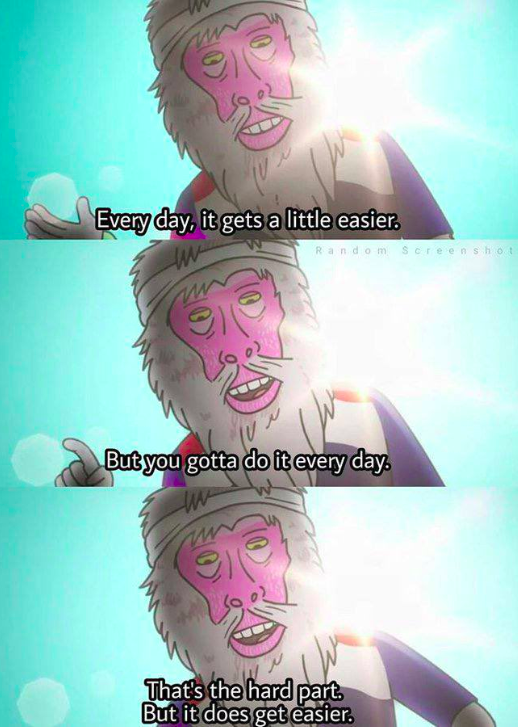 Every day, it gets a little easier.
Random Screenshot
But you gotta do it every day.
That's the hard part.
But it does get easier.